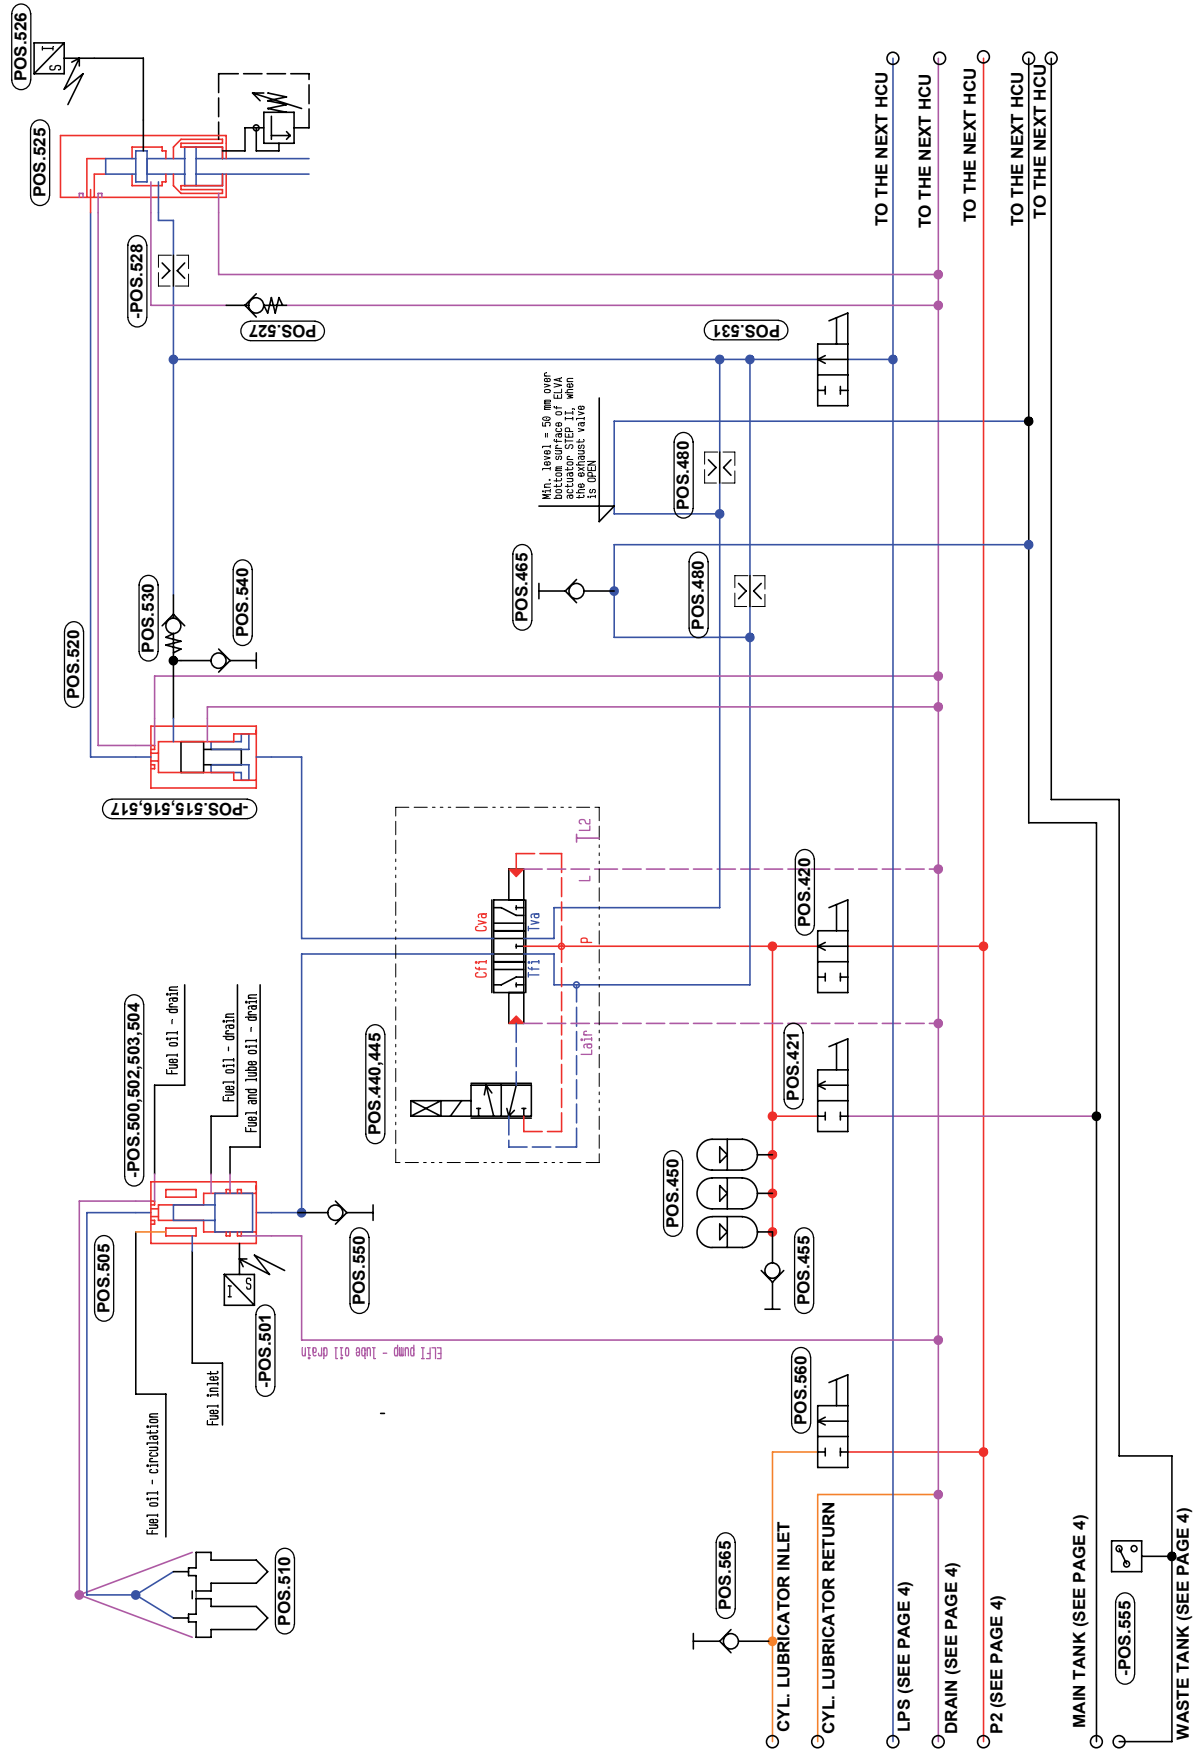 POS.526
I
S
POS.525
-POS.528
POS.527
POS.531
TO THE NEXT HCU
TO THE NEXT HCU
TO THE NEXT HCU
TO THE NEXT HCU
TO THE NEXT HCU
Min. level = 50 mm over
bottom surface of ELVA
actuator STEP II, when
the exhaust valve
is OPEN
POS.480
POS.480
POS.465
POS.530
POS.540
POS.520
-POS.515,516,517
L2
L
Cva
Tva
P
Cfi
Tfi
Lair
POS.440,445
POS.420
POS.421
POS.450
POS.455
Fuel oil - drain
Fuel oil - drain
Fuel and lube oil - drain
-POS.500,502,503,504
POS.505
POS.550
I
S
-POS.501
ELFI pump - lube oil drain
Fuel inlet
Fuel oil - circulation
POS.510
POS.560
POS.565
CYL. LUBRICATOR INLET
CYL. LUBRICATOR RETURN
LPS (SEE PAGE 4)
DRAIN (SEE PAGE 4)
P2 (SEE PAGE 4)
MAIN TANK (SEE PAGE 4)
-POS.555
WASTE TANK (SEE PAGE 4)